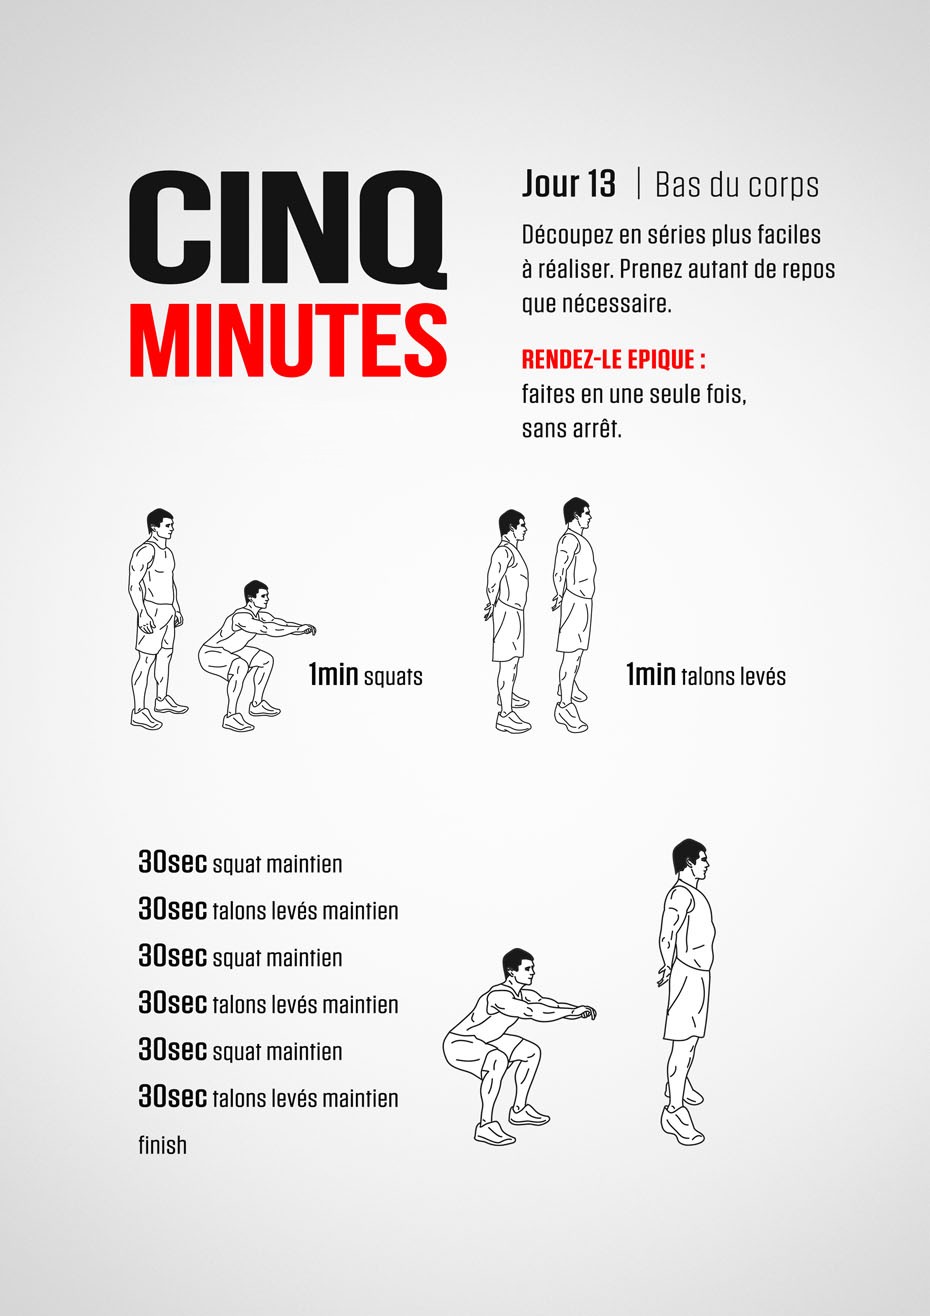 CINQ
MINUTES
Jour 13 | Bas du corps
Découpez en séries plus faciles
à réaliser. Prenez autant de repos
que nécessaire.
RENDEZ-LE EPIQUE :
faites en une seule fois,
sans arrêt.
1min squats
1min talons levés
30sec squat maintien
30sec talons levés maintien
30sec squat maintien
30sec talons levés maintien
30sec squat maintien
30sec talons levés maintien
finish